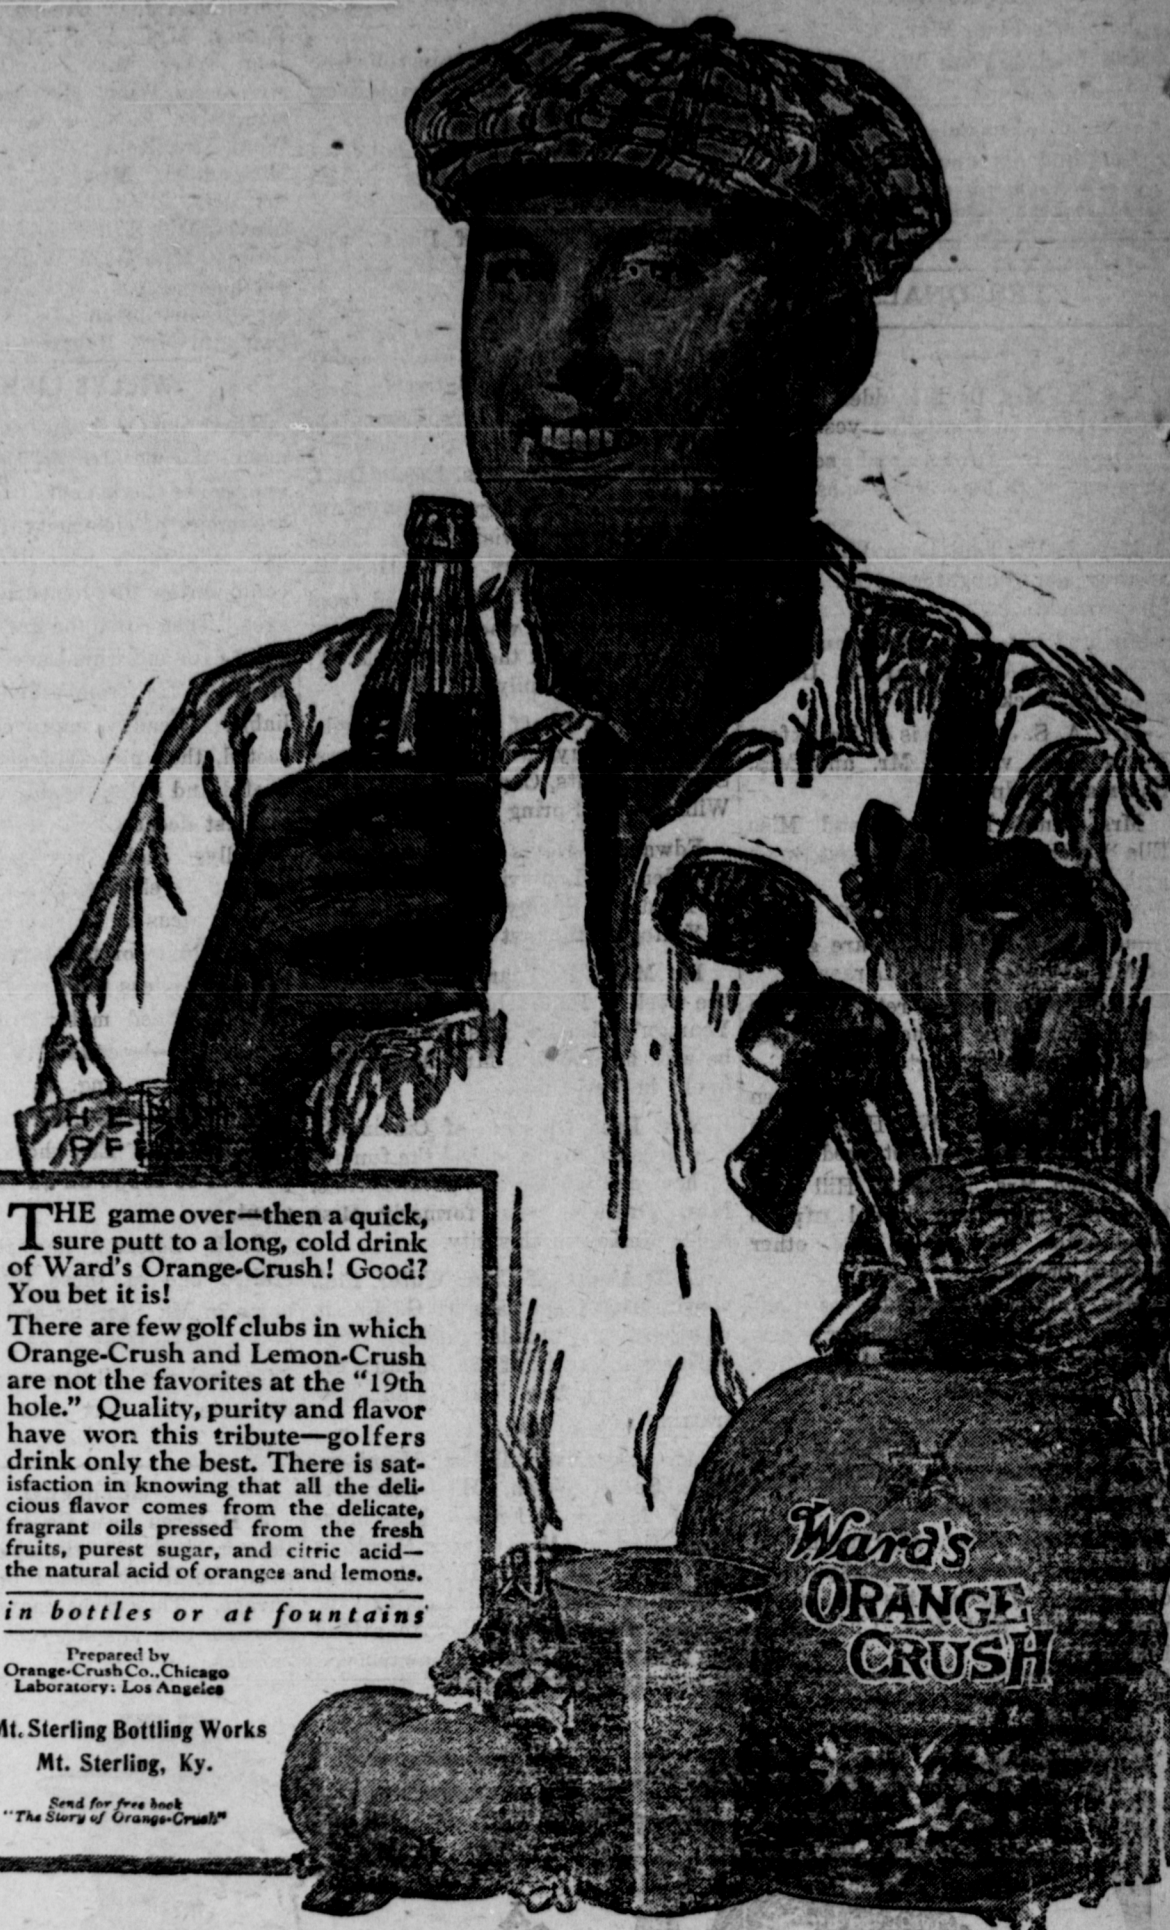 THE game over—then a quick,
sure putt to a long, cold drink
of Ward's Orange-Crush! Good?
You bet it is!
There are few golf clubs in which
Orange-Crush and Lemon-Crush
are not the favorites at the "19th
hole." Quality, purity and flavor
have won this tribute—golfers
drink only the best. There is sat-
isfaction in knowing that all the deli-
cious flavor comes from the delicate,
fragrant oils pressed from the fresh
fruits, purest sugar, and citric acid—
the natural acid of oranges and lemons.
in bottles or at fountains
Prepared by
Orange-Crush Co., Chicago
Laboratory: Los Angeles
Mt. Sterling Bottling Works
Mt. Sterling, Ky.
Send for free book
"The Story of Orange-Crush"
Ward's
ORANGE
CRUSH